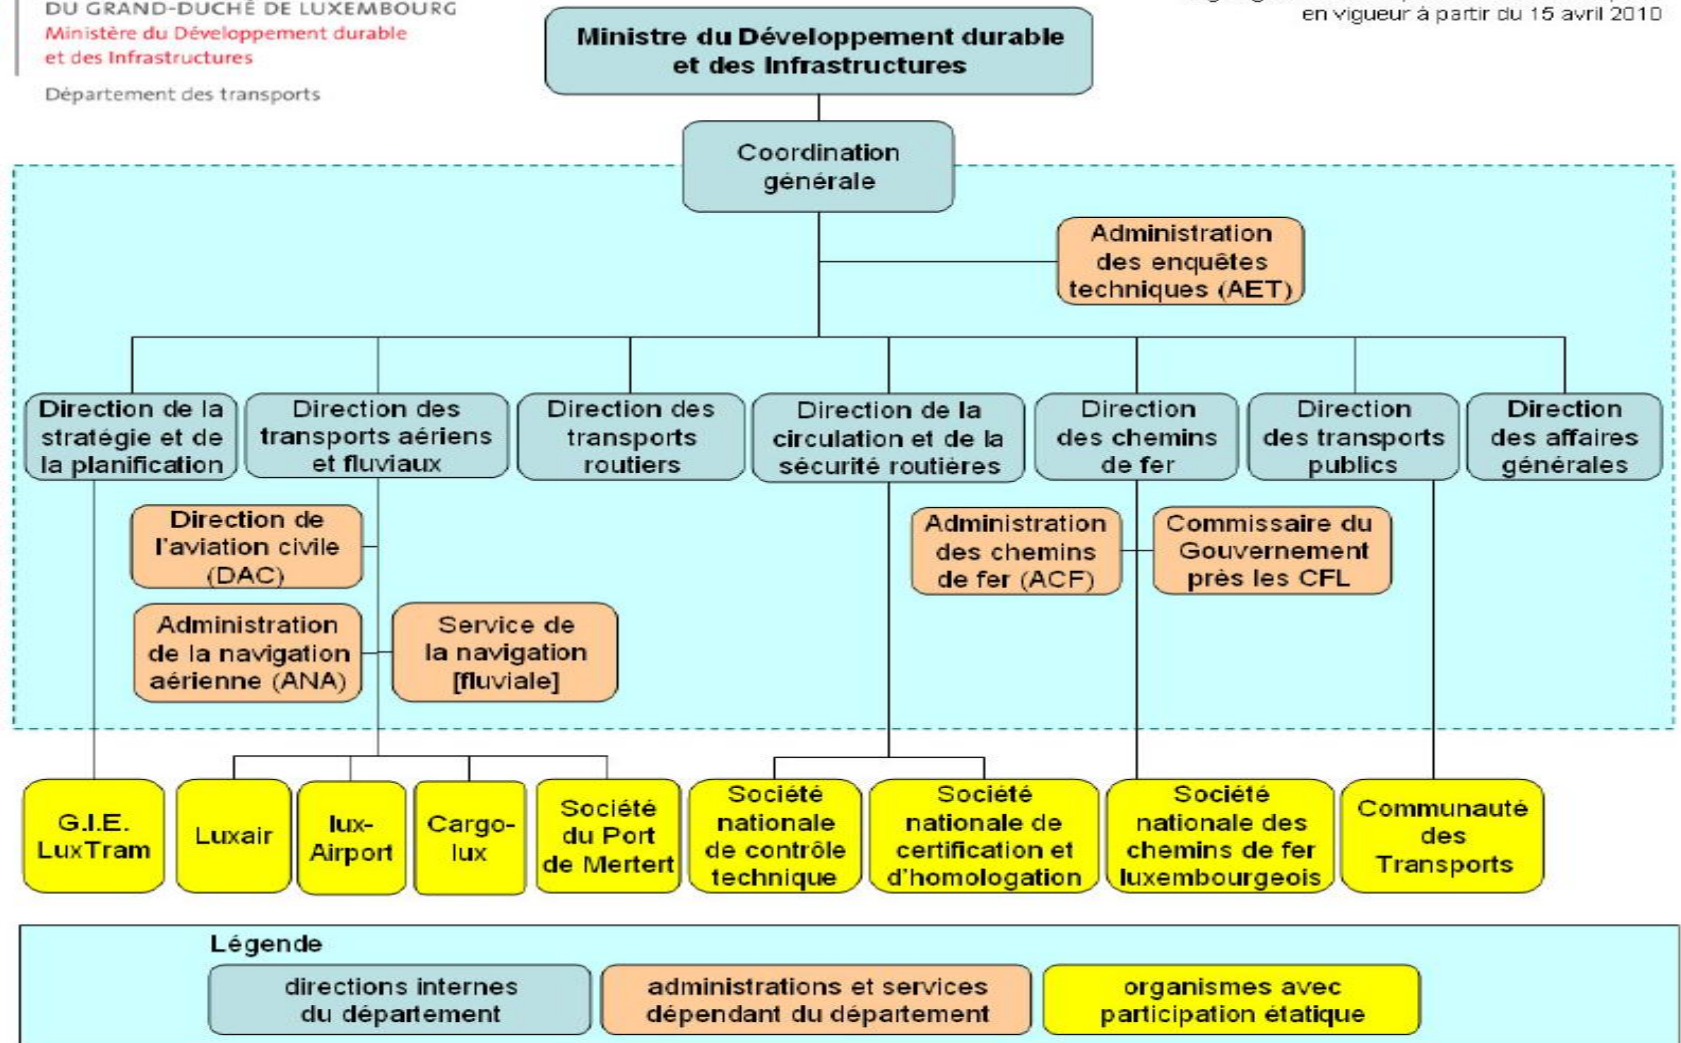 DU GRAND-DUCHÉ DE LUXEMBOURG
Ministère du Développement durable
et des Infrastructures
Département des transports
en vigueur à partir du 15 avril 2010
Ministre du Développement durable
et des Infrastructures
Coordination
générale
Administration
des enquêtes
techniques (AET)
Direction de la
stratégie et de
la planification
Direction des
transports aériens
et fluviaux
Direction des
transports
routiers
Direction de la
circulation et de la
sécurité routières
Direction
des chemins
de fer
Direction
des transports
publics
Direction
des affaires
générales
Direction de
l'aviation civile
(DAC)
Administration
des chemins
de fer (ACF)
Commissaire du
Gouvernement
près les CFL
Administration
de la navigation
aérienne (ANA)
Service de
la navigation
[fluviale]
G.I.E.
LuxTram
Luxair
lux-
Airport
Cargo-
lux
Société
du Port
de Mertert
Société
nationale
de contrôle
technique
Société
nationale de
certification et
d'homologation
Société
nationale des
chemins de fer
luxembourgeois
Communauté
des
Transports
Légende
directions internes
du département
administrations et services
dépendant du département
organismes avec
participation étatique